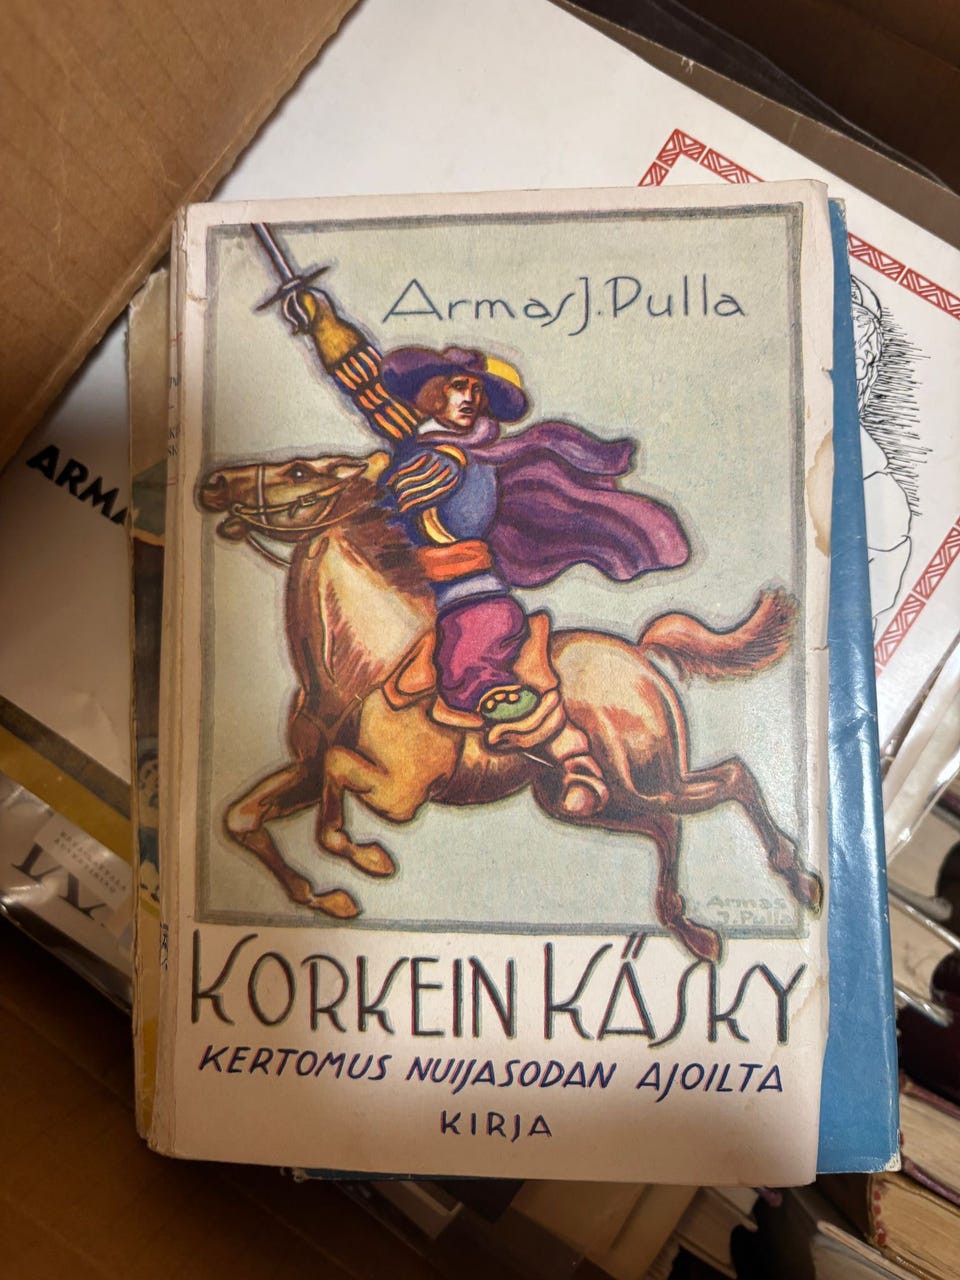 Armas J. Pulla
Armas
J. Pulla
KORKEIN KÄSKY
KERTOMUS NUIJASODAN AJOILTA
KIRJA
ARMA